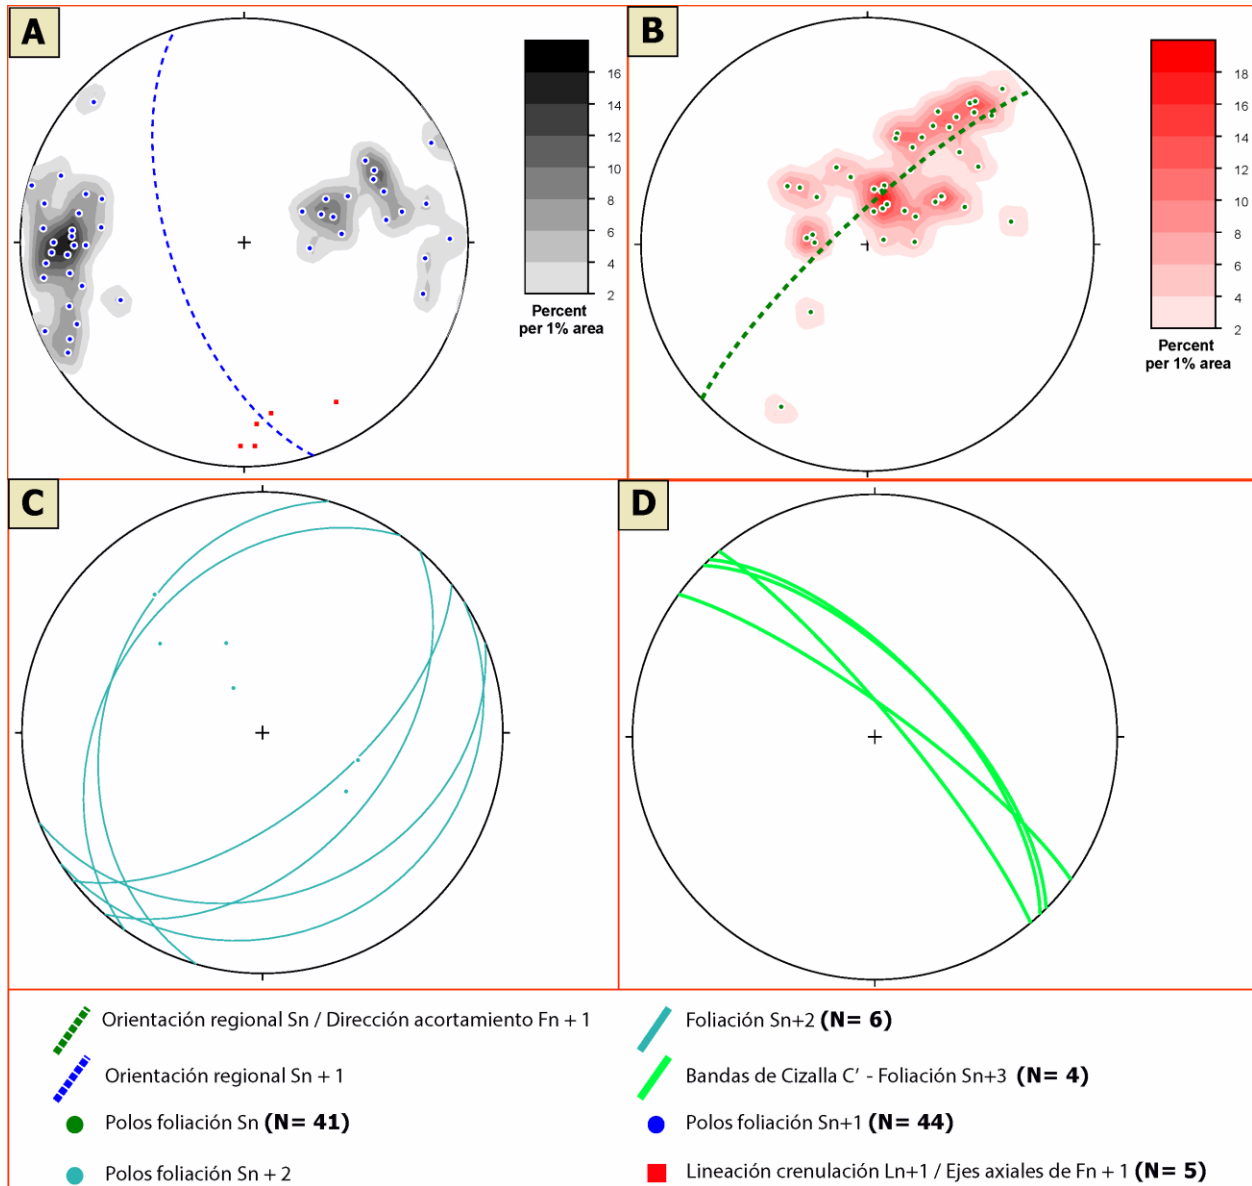 A
16
14
12
10
8
6
4
2
Percent
per 1% area
B
18
16
14
12
10
8
6
4
2
Percent
per 1% area
C
D
Orientación regional Sn / Dirección acortamiento Fn + 1
Orientación regional Sn + 1
Polos foliación Sn (N= 41)
Polos foliación Sn + 2
Foliación Sn+2 (N= 6)
Bandas de Cizalla C' - Foliación Sn+3 (N= 4)
Polos foliación Sn+1 (N= 44)
Lineación crenulación Ln+1 / Ejes axiales de Fn + 1 (N= 5)